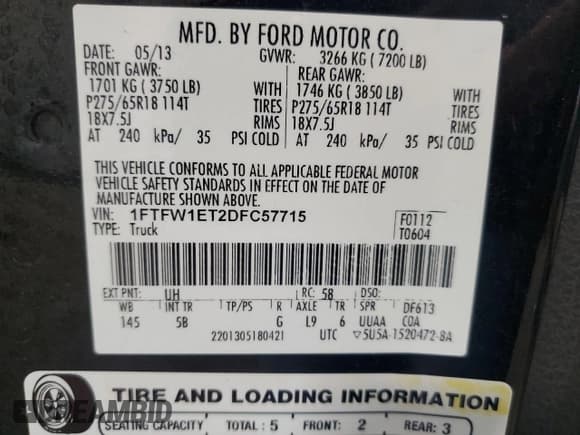 MFD. BY FORD MOTOR CO.
DATE: 05/13 GVWR: 3266 KG ( 7200 LB)
FRONT GAWR: REAR GAWR:
1701 KG ( 3750 LB) WITH 1746 KG ( 3850 LB) WITH
P275/65R18 114T TIRES P275/65R18 114T TIRES
18X7.5J RIMS 18X7.5J RIMS
AT 240 kPa/ 35 PSI COLD AT 240 kPa/ 35 PSI COLD
THIS VEHICLE CONFORMS TO ALL APPLICABLE FEDERAL MOTOR
VEHICLE SAFETY STANDARDS IN EFFECT ON THE DATE OF
MANUFACTURE SHOWN ABOVE.
VIN: 1FTFW1ET2DFC57715 F0112
TYPE: Truck T0604
EXT PNT: UH RC: 58 DSO:
WB INT TR TP/PS R AXLE TR SPR DF613
145 5B G L9 6 UUAA C0A
2201305180421 UTC 5U5A-1520472-BA
TIRE AND LOADING INFORMATION
SEATING CAPACITY TOTAL: 5 FRONT: 2 REAR: 3